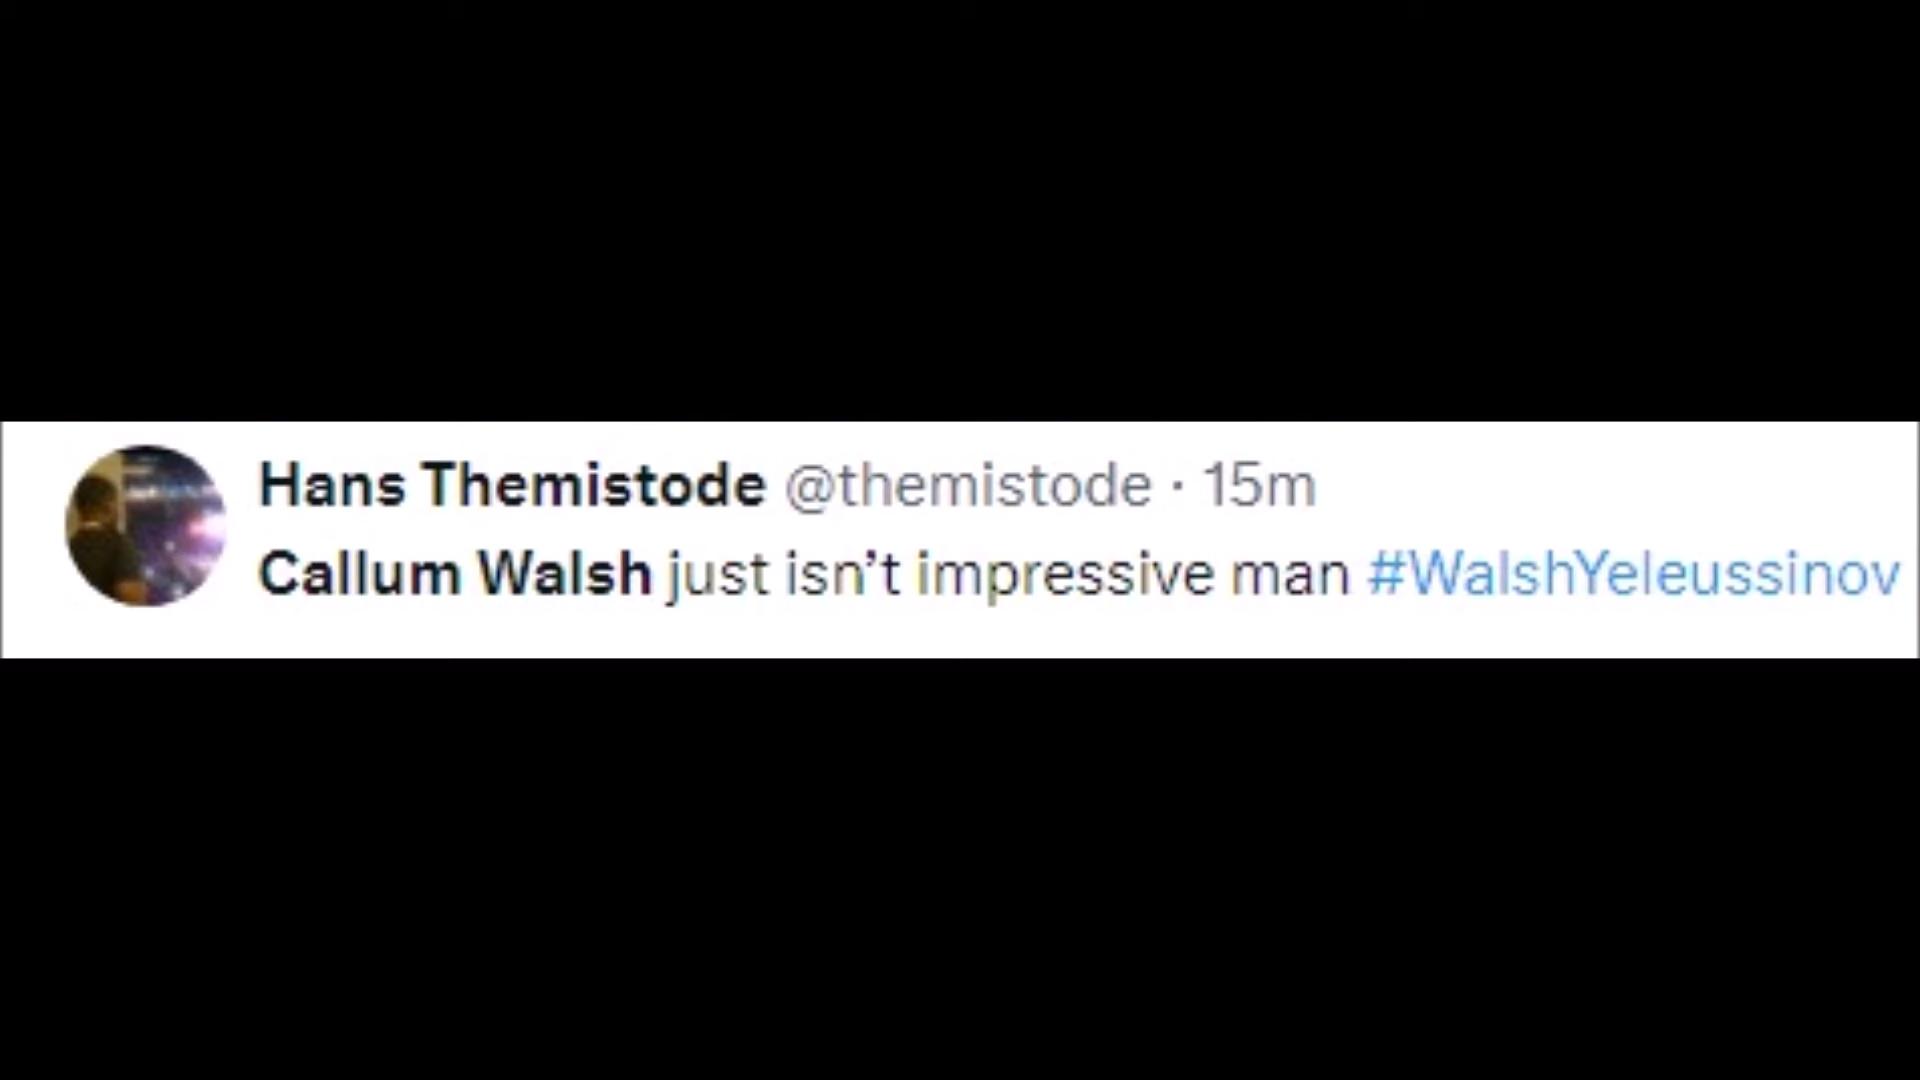 Hans Themistode @themistode · 15m
Callum Walsh just isn’t impressive man #WalshYeleussinov